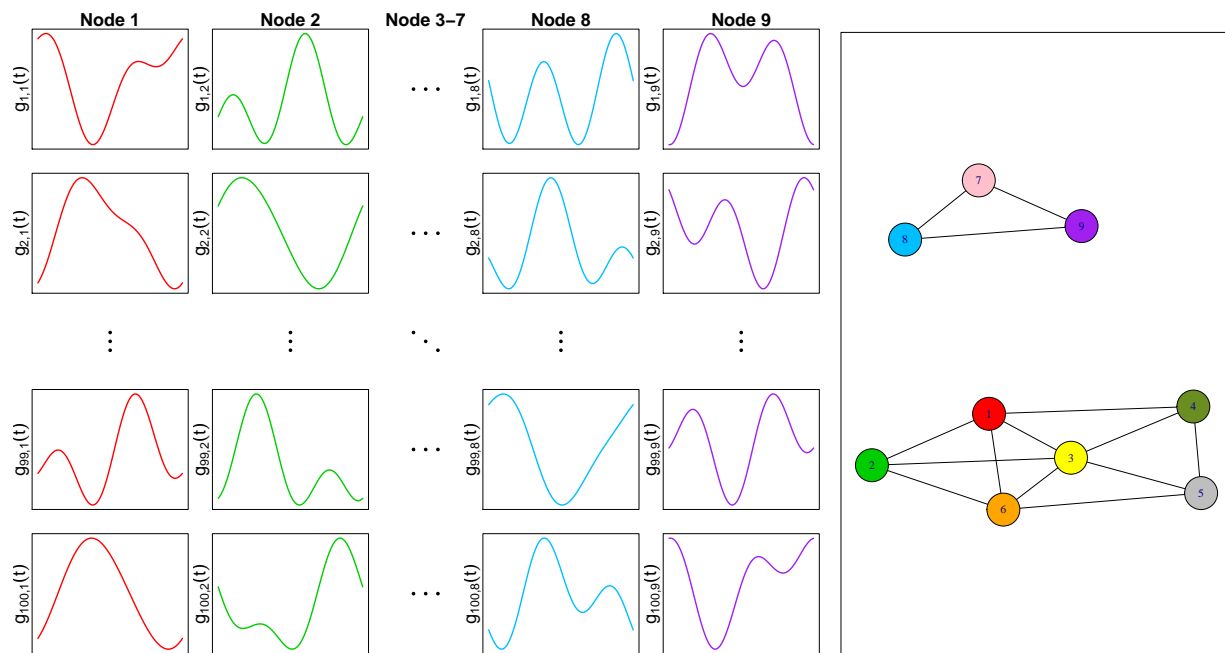 Node 1 Node 2 Node 3–7 Node 8 Node 9
g1,1(t) g1,2(t) ... g1,8(t) g1,9(t)
g2,1(t) g2,2(t) ... g2,8(t) g2,9(t)
g99,1(t) g99,2(t) ... g99,8(t) g99,9(t)
g100,1(t) g100,2(t) ... g100,8(t) g100,9(t)
7
9
8
4
1
3
2
5
6